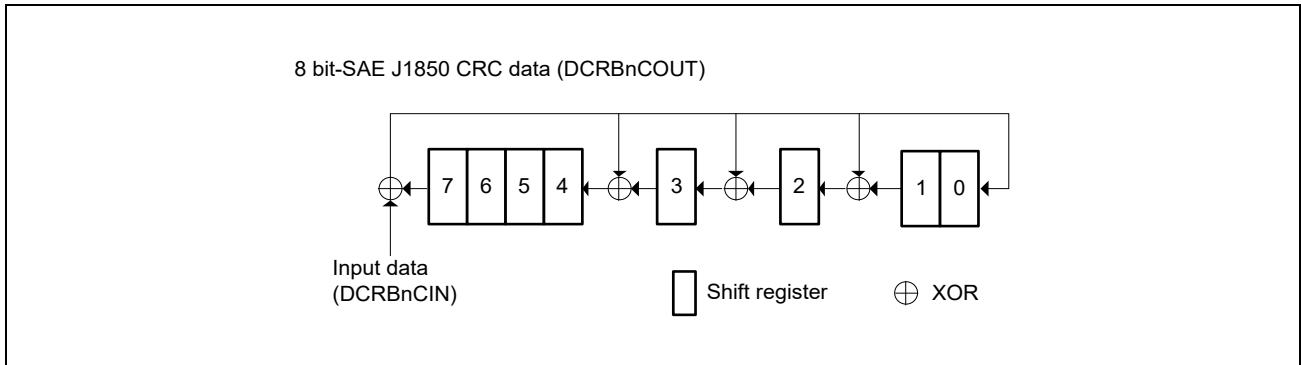 8 bit-SAE J1850 CRC data (DCRBnCOUT)
7 6 5 4 3 2 1 0
Input data
(DCRBnCIN)
Shift register
XOR